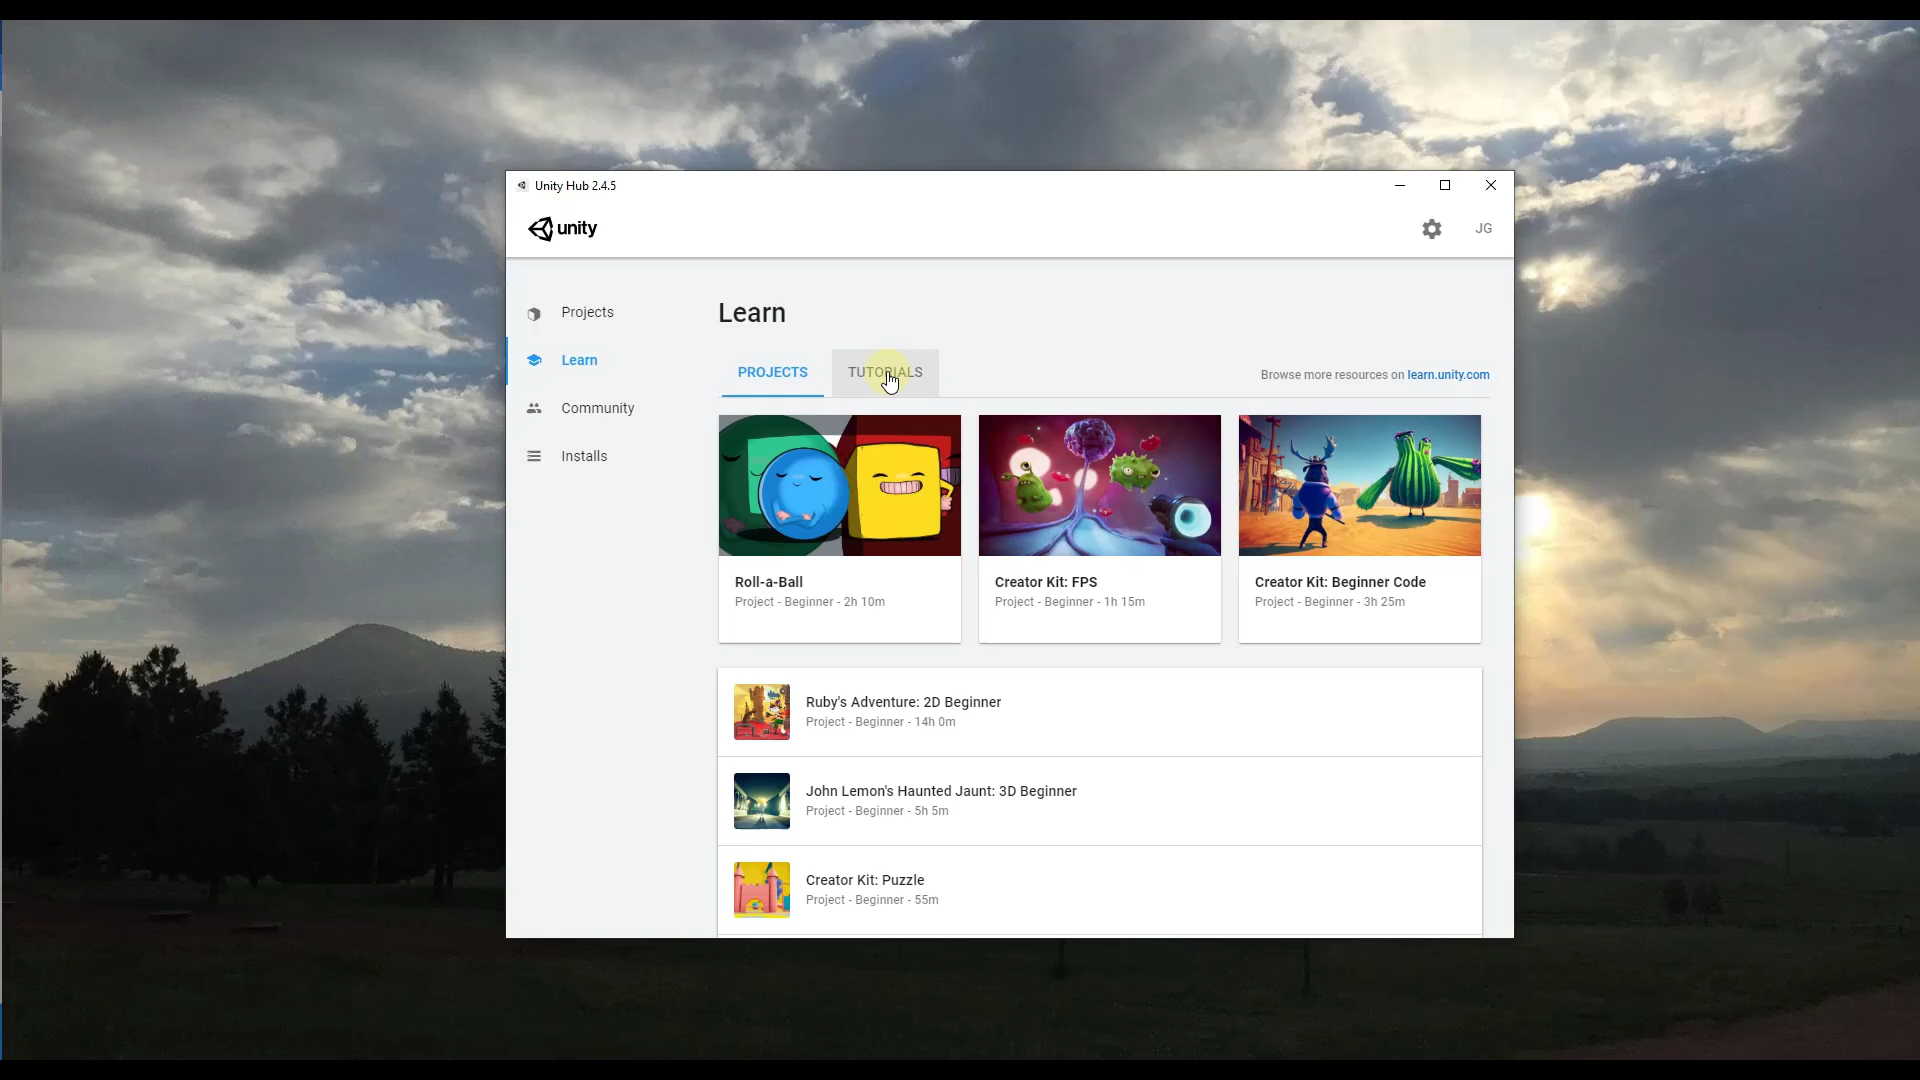 Unity Hub 2.4.5
unity
JG
Projects
Learn
Community
Installs
Learn
PROJECTS
TUTORIALS
Browse more resources on learn.unity.com
Roll-a-Ball
Project - Beginner - 2h 10m
Creator Kit: FPS
Project - Beginner - 1h 15m
Creator Kit: Beginner Code
Project - Beginner - 3h 25m
Ruby's Adventure: 2D Beginner
Project - Beginner - 14h 0m
John Lemon's Haunted Jaunt: 3D Beginner
Project - Beginner - 5h 5m
Creator Kit: Puzzle
Project - Beginner - 55m